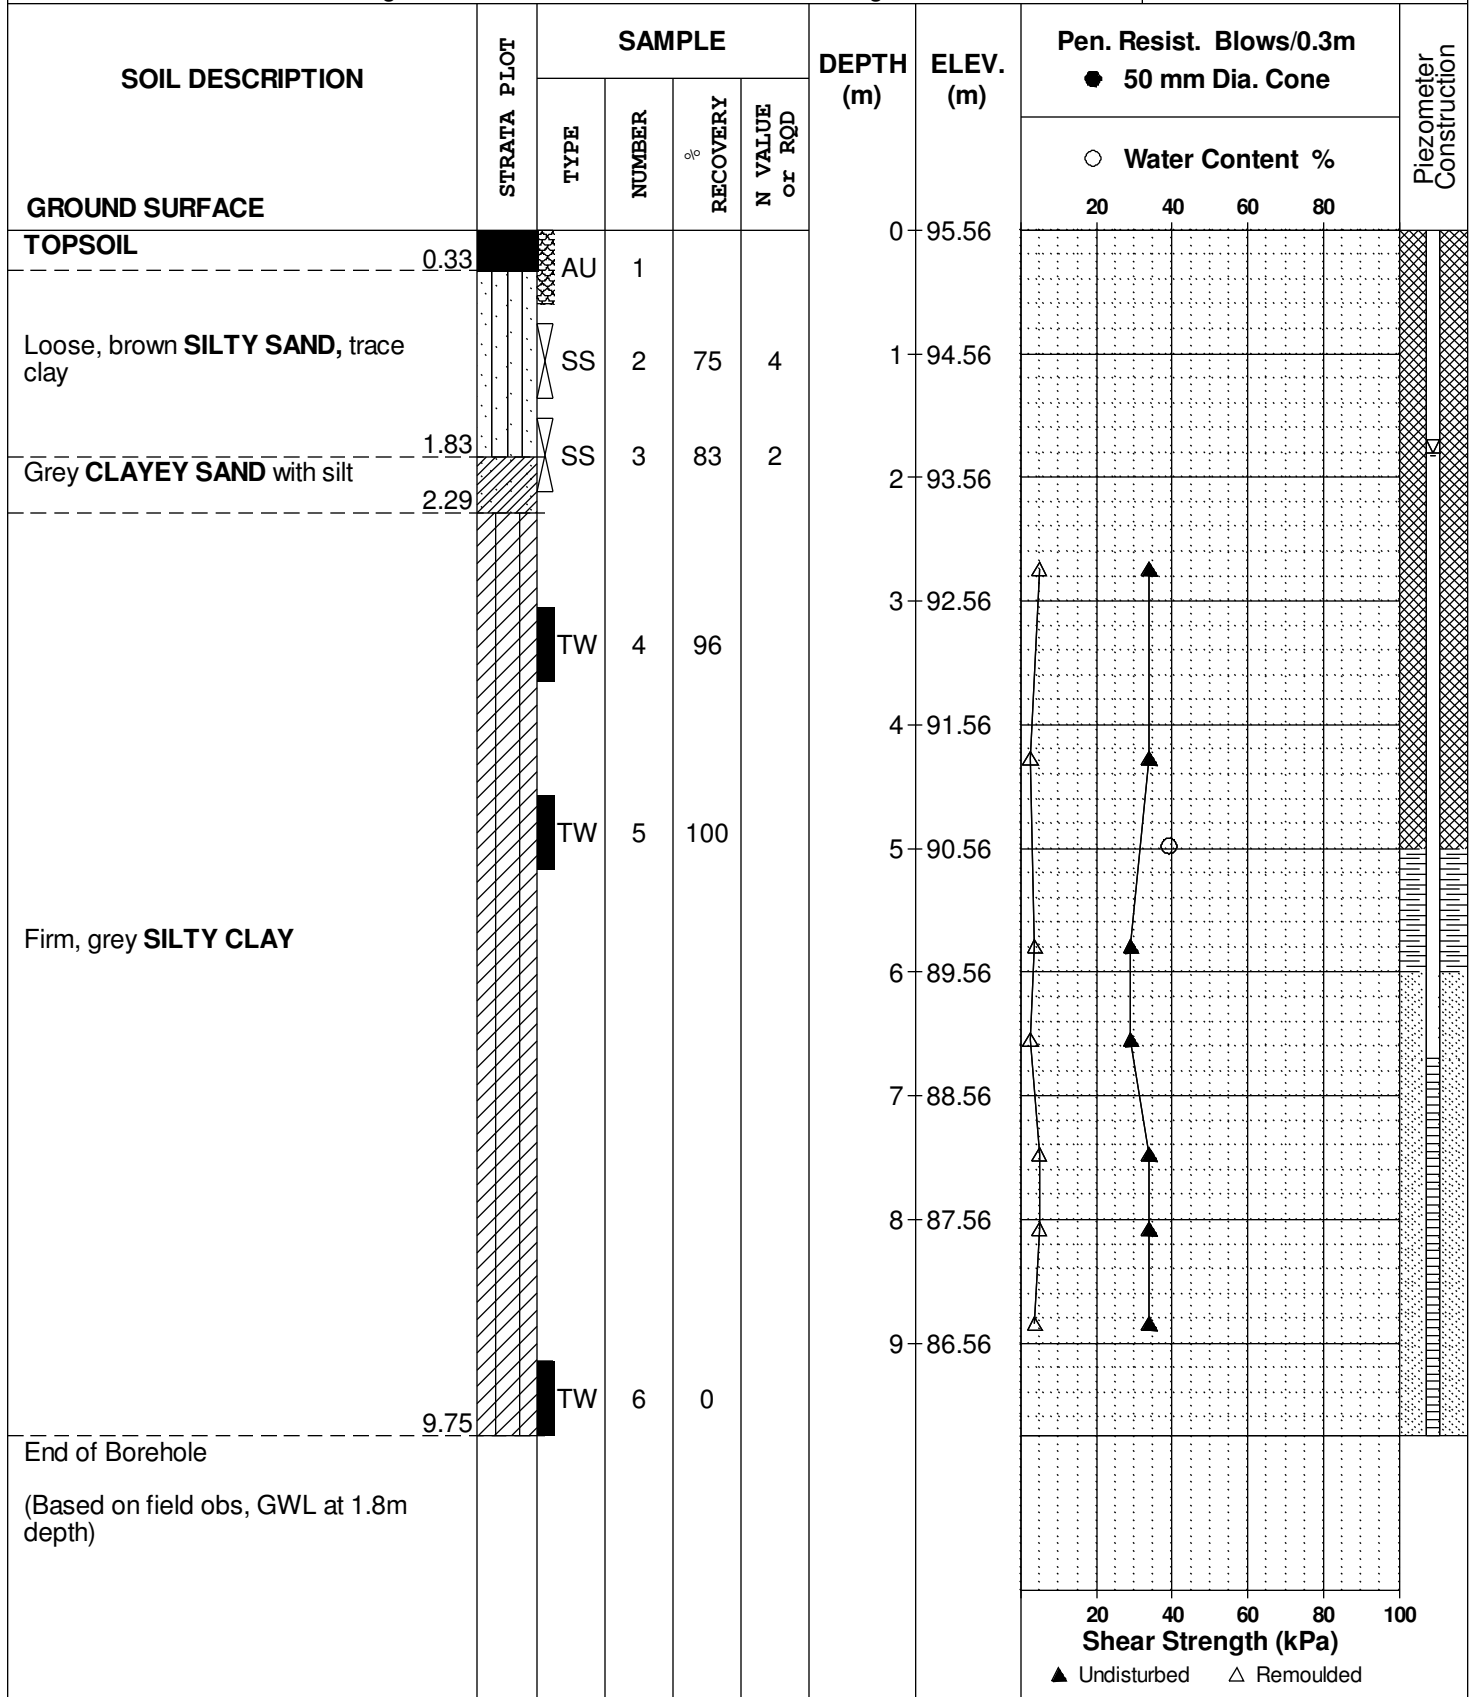 SOIL DESCRIPTION
GROUND SURFACE
STRATA PLOT
SAMPLE
TYPE
NUMBER
%
RECOVERY
N VALUE
or RQD
DEPTH
(m)
ELEV.
(m)
Pen. Resist. Blows/0.3m
● 50 mm Dia. Cone
○ Water Content %
20 40 60 80
Piezometer
Construction
TOPSOIL
0.33
AU 1
0 95.56
Loose, brown SILTY SAND, trace
clay
SS 2 75 4
1 94.56
1.83
SS 3 83 2
Grey CLAYEY SAND with silt
2.29
2 93.56
3 92.56
TW 4 96
4 91.56
TW 5 100
5 90.56
Firm, grey SILTY CLAY
6 89.56
7 88.56
8 87.56
9 86.56
TW 6 0
9.75
End of Borehole
(Based on field obs, GWL at 1.8m
depth)
20 40 60 80 100
Shear Strength (kPa)
▲ Undisturbed △ Remoulded